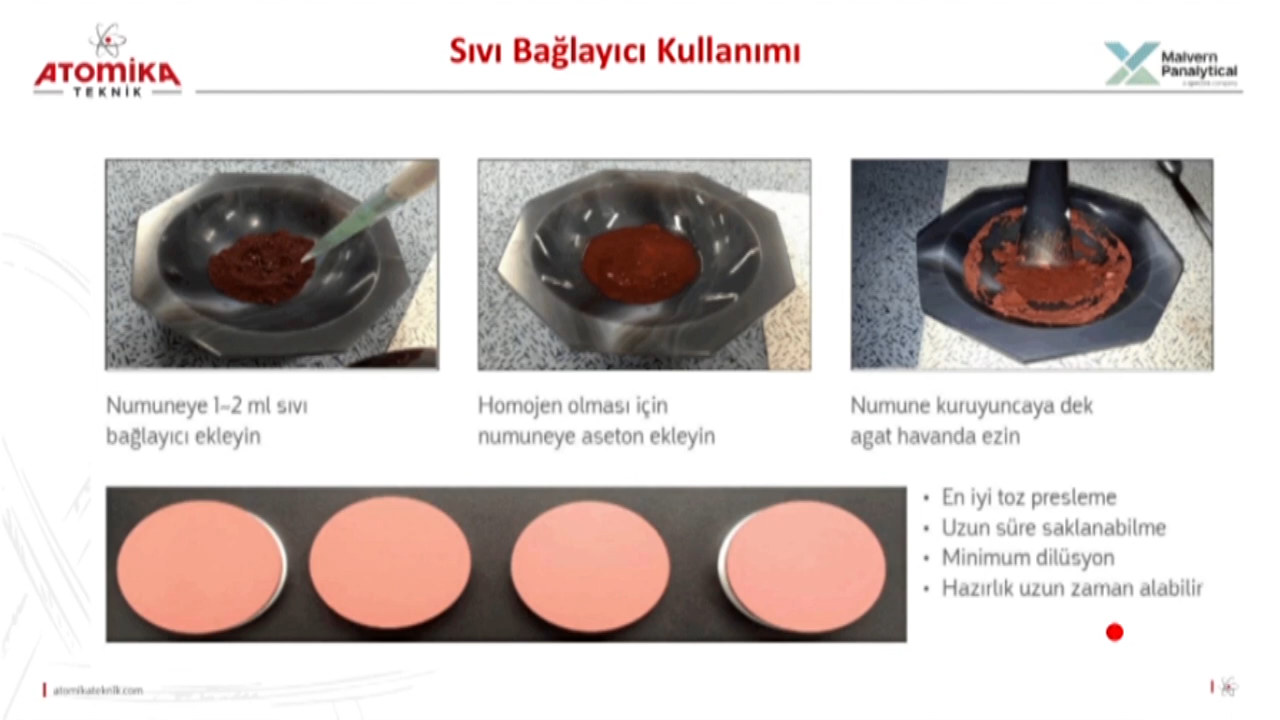 ATOMİKA
TEKNİK
Sıvı Bağlayıcı Kullanımı
Malvern
Panalytical
a spectris company
Numuneye 1–2 ml sıvı
bağlayıcı ekleyin
Homojen olması için
numuneye aseton ekleyin
Numune kuruyuncaya dek
agat havanda ezin
• En iyi toz presleme
• Uzun süre saklanabilme
• Minimum dilüsyon
• Hazırlık uzun zaman alabilir
atomikateknik.com